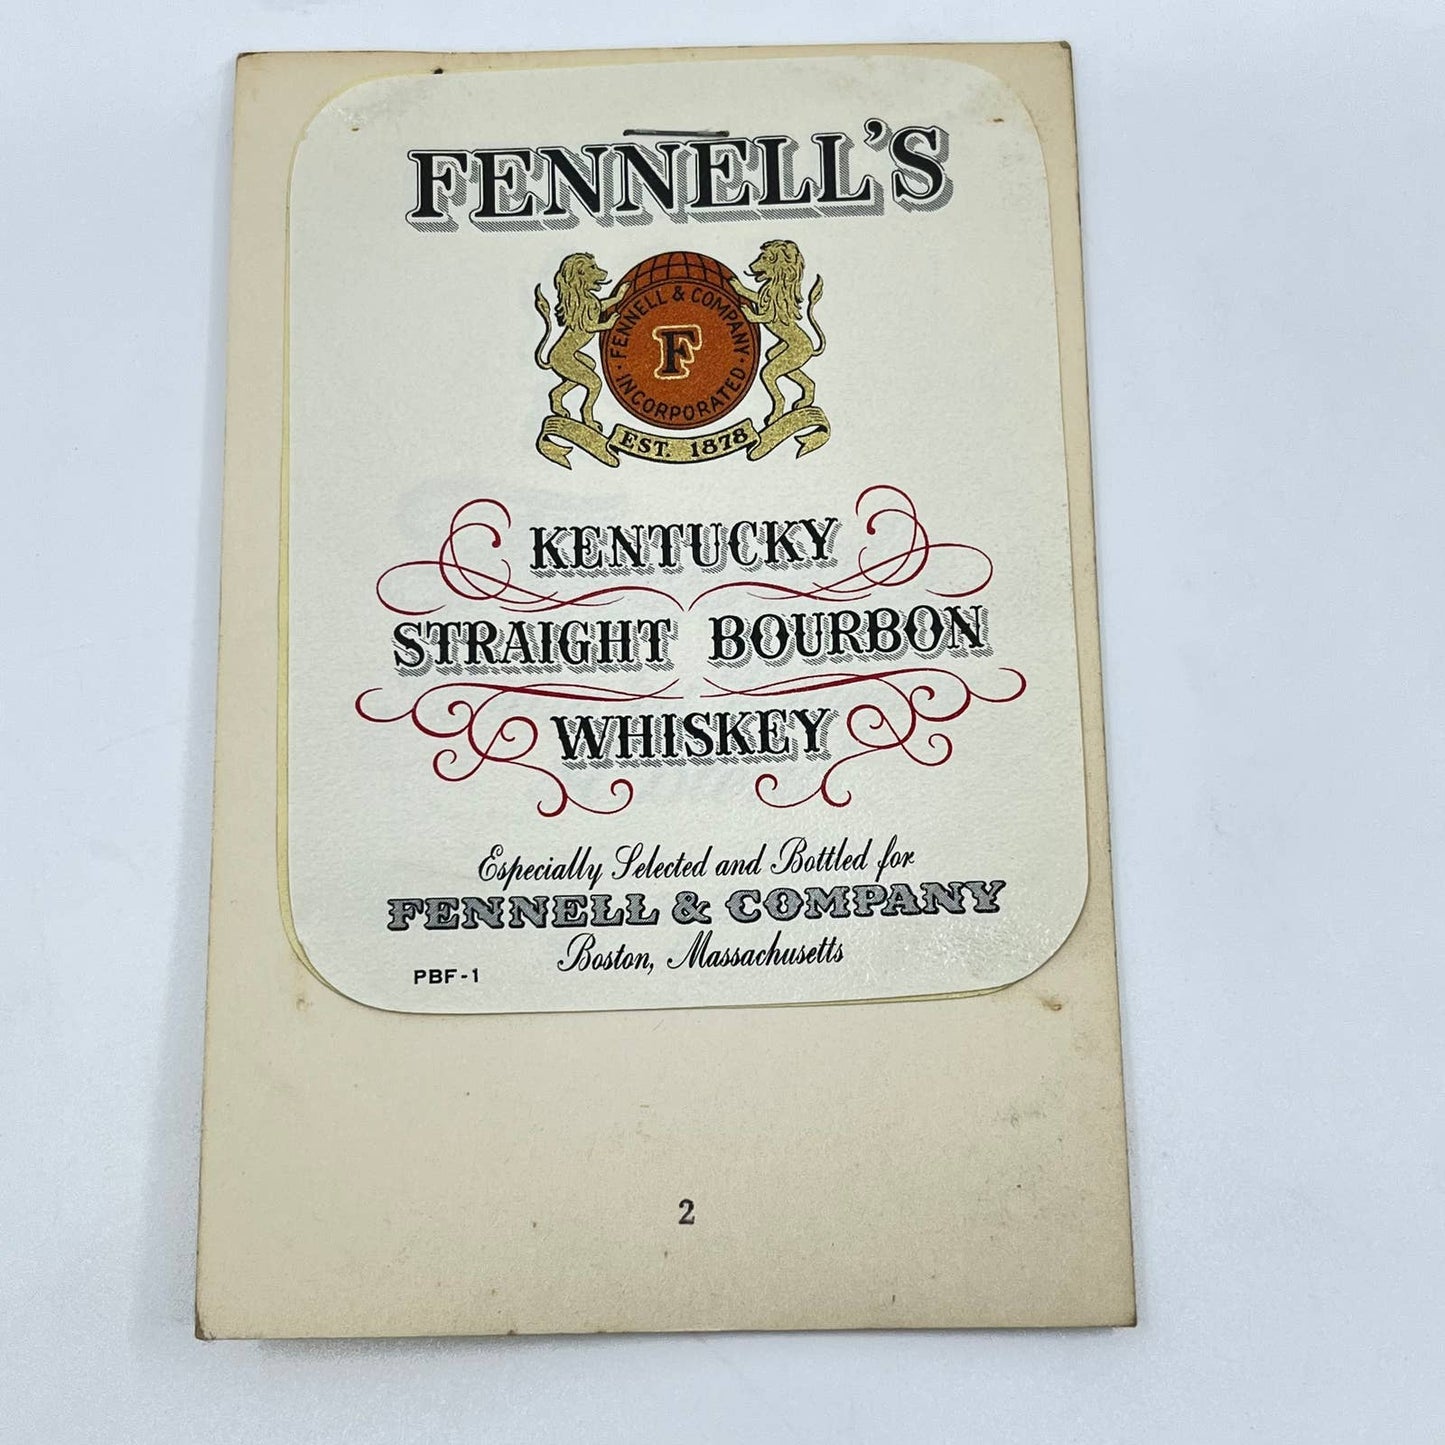 FENNELL'S
FENNELL & COMPANY
F
· INCORPORATED ·
EST. 1878
KENTUCKY
STRAIGHT BOURBON
WHISKEY
Especially Selected and Bottled for
FENNELL & COMPANY
Boston, Massachusetts
PBF-1
2